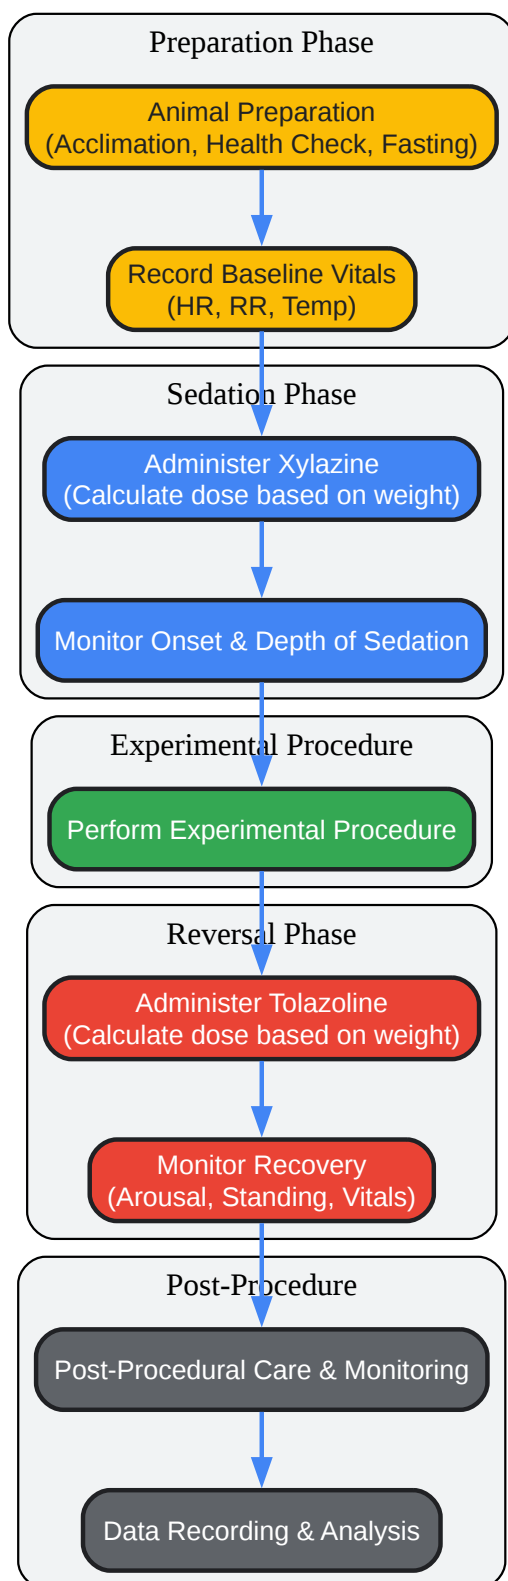 Preparation Phase
Animal Preparation
(Acclimation, Health Check, Fasting)
Record Baseline Vitals
(HR, RR, Temp)
Sedation Phase
Administer Xylazine
(Calculate dose based on weight)
Monitor Onset & Depth of Sedation
Experimental Procedure
Perform Experimental Procedure
Reversal Phase
Administer Tolazoline
(Calculate dose based on weight)
Monitor Recovery
(Arousal, Standing, Vitals)
Post-Procedure
Post-Procedural Care & Monitoring
Data Recording & Analysis